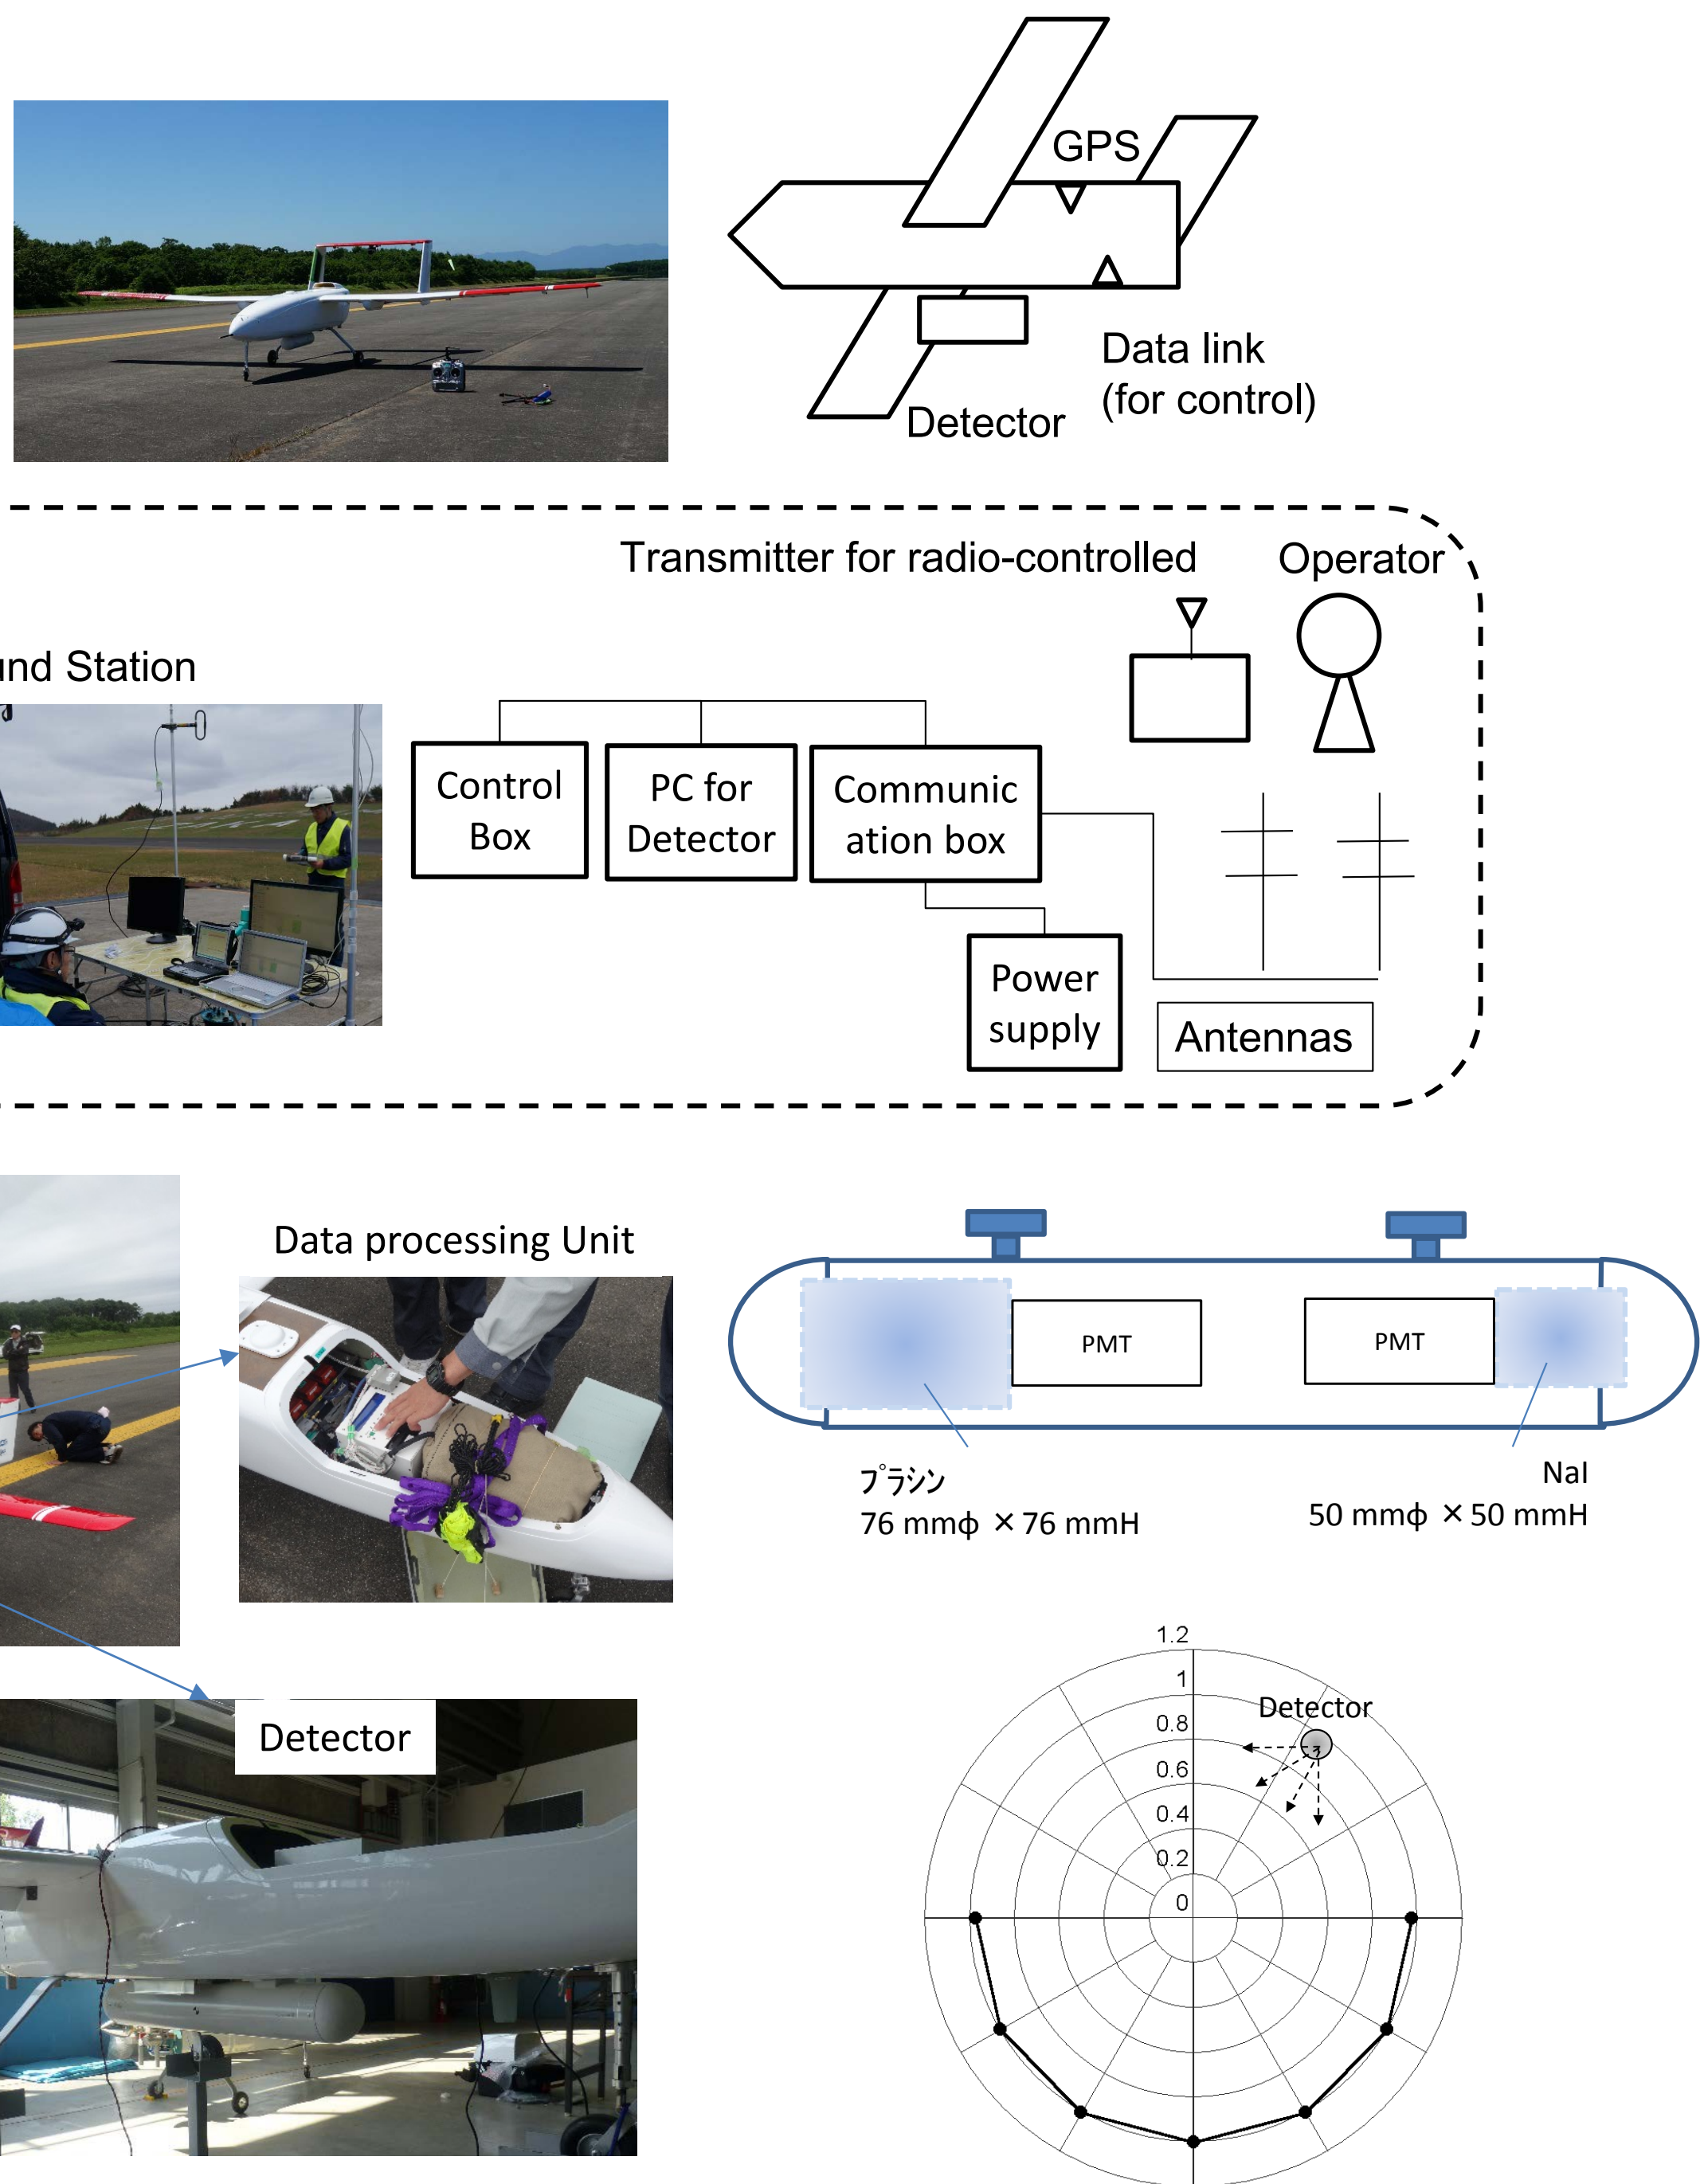 GPS
Data link
(for control)
Detector
Transmitter for radio-controlled
Operator
und Station
Control
Box
PC for
Detector
Communic
ation box
Power
supply
Antennas
Data processing Unit
PMT
PMT
プラシン
76 mmϕ ×76 mmH
NaI
50 mmϕ ×50 mmH
Detector
1.2
1
0.8
0.6
0.4
0.2
0
Detector